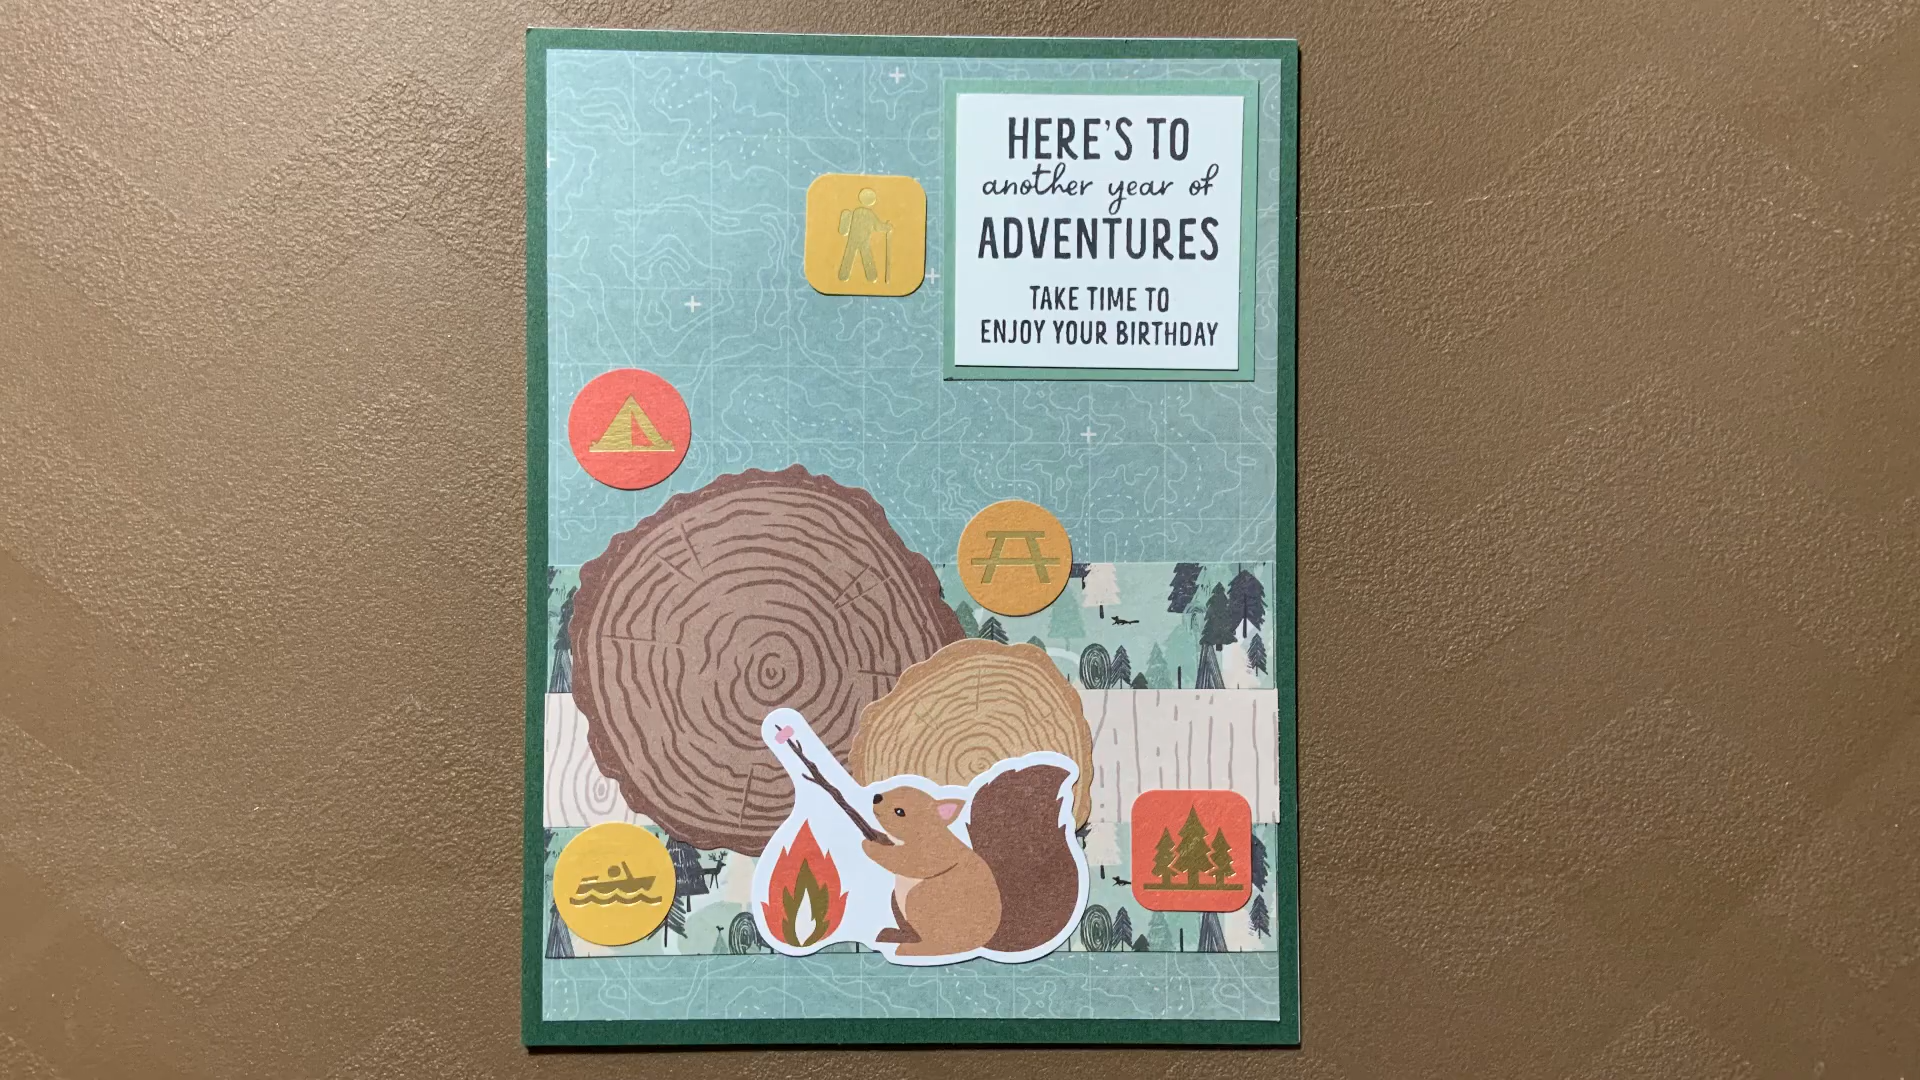 HERE'S TO
another year of
ADVENTURES
TAKE TIME TO
ENJOY YOUR BIRTHDAY